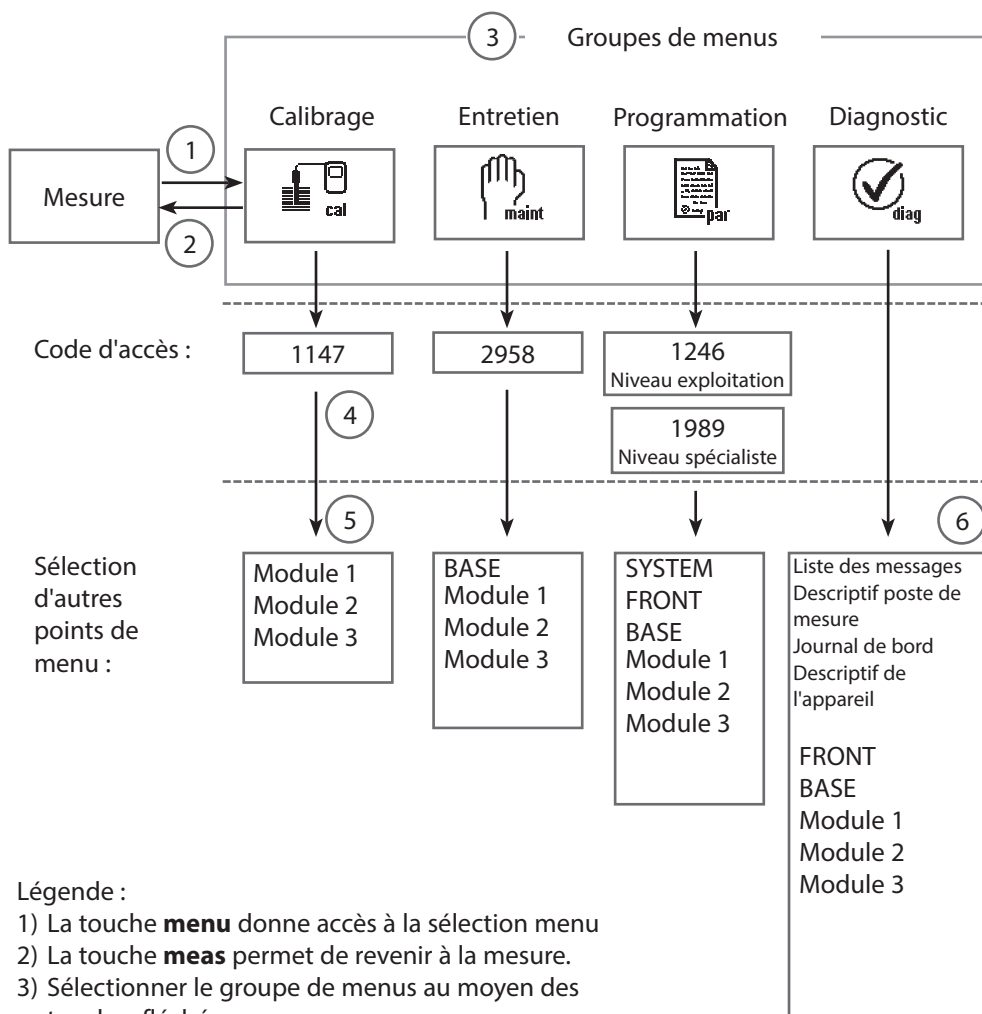 3
Groupes de menus
Calibrage
Entretien
Programmation
Diagnostic
Mesure
1
2
cal
maint
par
diag
Code d'accès :
1147
2958
1246
Niveau exploitation
1989
Niveau spécialiste
4
5
6
Sélection
d'autres
points de
menu :
Module 1
Module 2
Module 3
BASE
Module 1
Module 2
Module 3
SYSTEM
FRONT
BASE
Module 1
Module 2
Module 3
Liste des messages
Descriptif poste de
mesure
Journal de bord
Descriptif de
l'appareil
FRONT
BASE
Module 1
Module 2
Module 3
Légende :
1) La touche menu donne accès à la sélection menu
2) La touche meas permet de revenir à la mesure.
3) Sélectionner le groupe de menus au moyen des